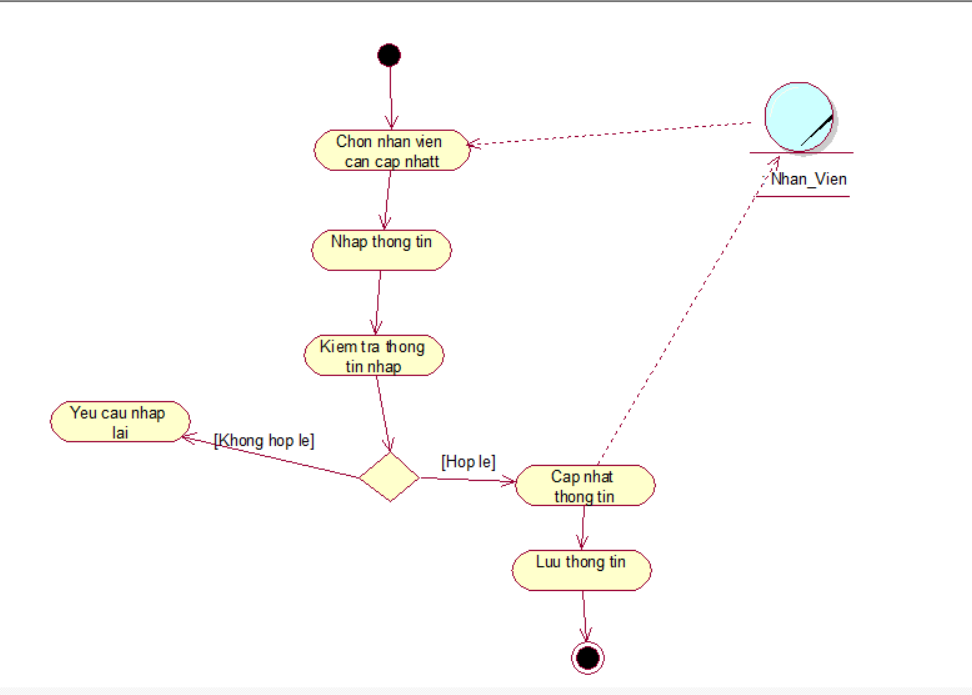 Chon nhan vien
can cap nhatt
Nhan_Vien
Nhap thong tin
Kiem tra thong
tin nhap
Yeu cau nhap
lai
[Khong hop le]
[Hop le]
Cap nhat
thong tin
Luu thong tin